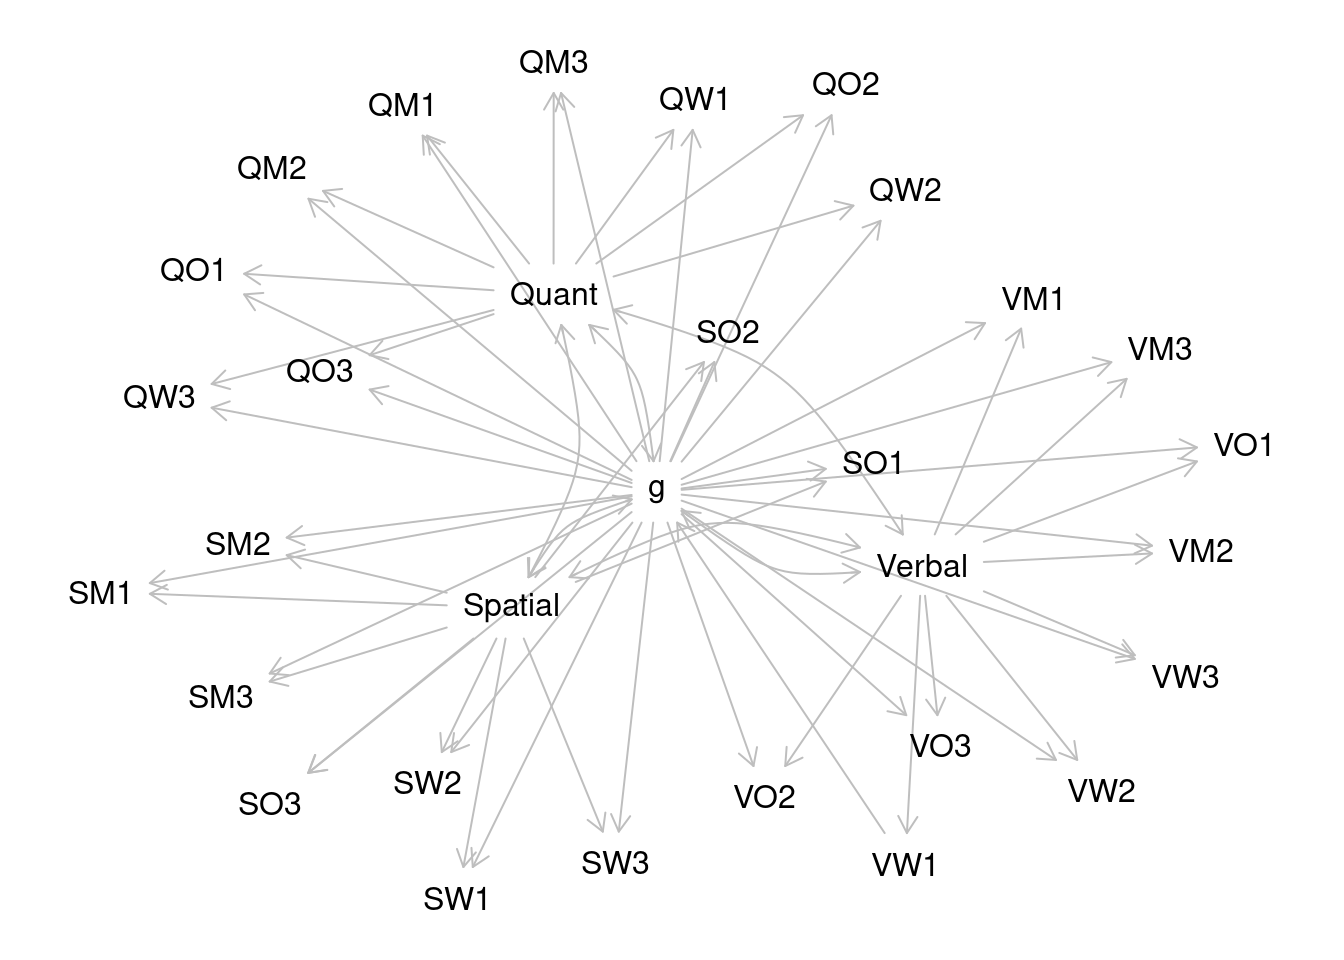 QM3
QO2
QW1
QM1
QM2
QW2
QO1
Quant
VM1
SO2
VM3
QO3
QW3
VO1
SO1
g
SM2
VM2
Verbal
SM1
Spatial
VW3
SM3
VO3
SW2
VW2
VO2
SO3
SW3
VW1
SW1